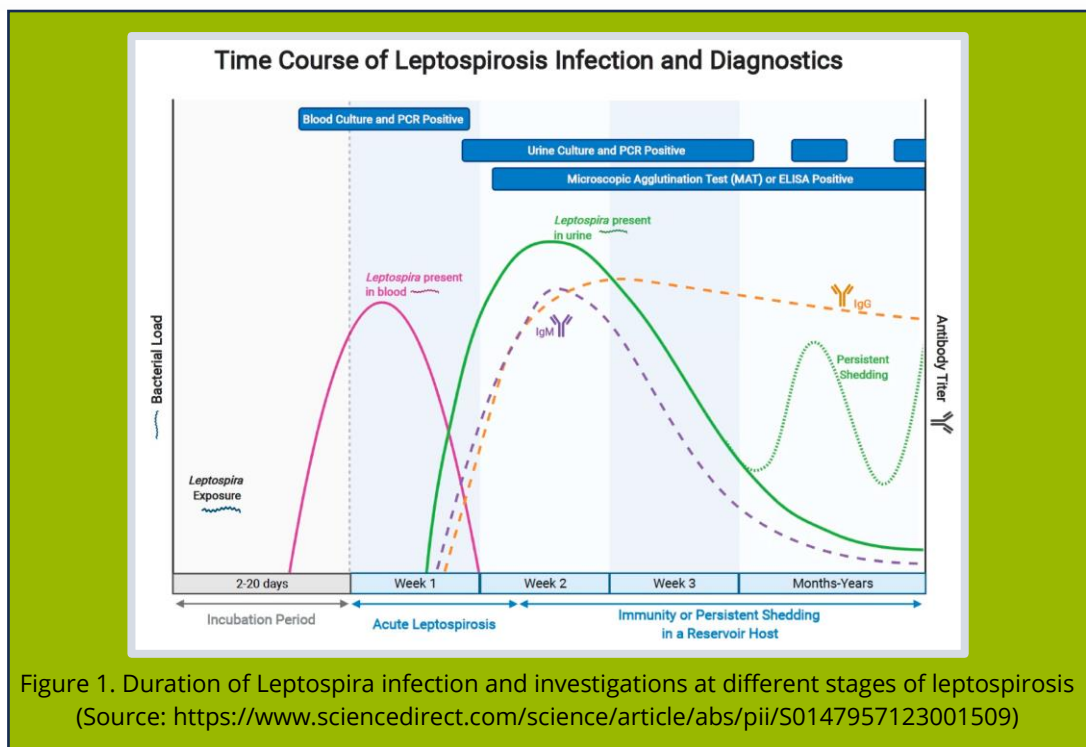 Time Course of Leptospirosis Infection and Diagnostics
Blood Culture and PCR Positive
Urine Culture and PCR Positive
Microscopic Agglutination Test (MAT) or ELISA Positive
Leptospira present
in urine
Leptospira present
in blood
IgM
IgG
Persistent
Shedding
Bacterial Load
Antibody Titer
Leptospira
Exposure
2-20 days
Week 1
Week 2
Week 3
Months-Years
Incubation Period
Acute Leptospirosis
Immunity or Persistent Shedding
in a Reservoir Host
Figure 1. Duration of Leptospira infection and investigations at different stages of leptospirosis
(Source: https://www.sciencedirect.com/science/article/abs/pii/S0147957123001509)